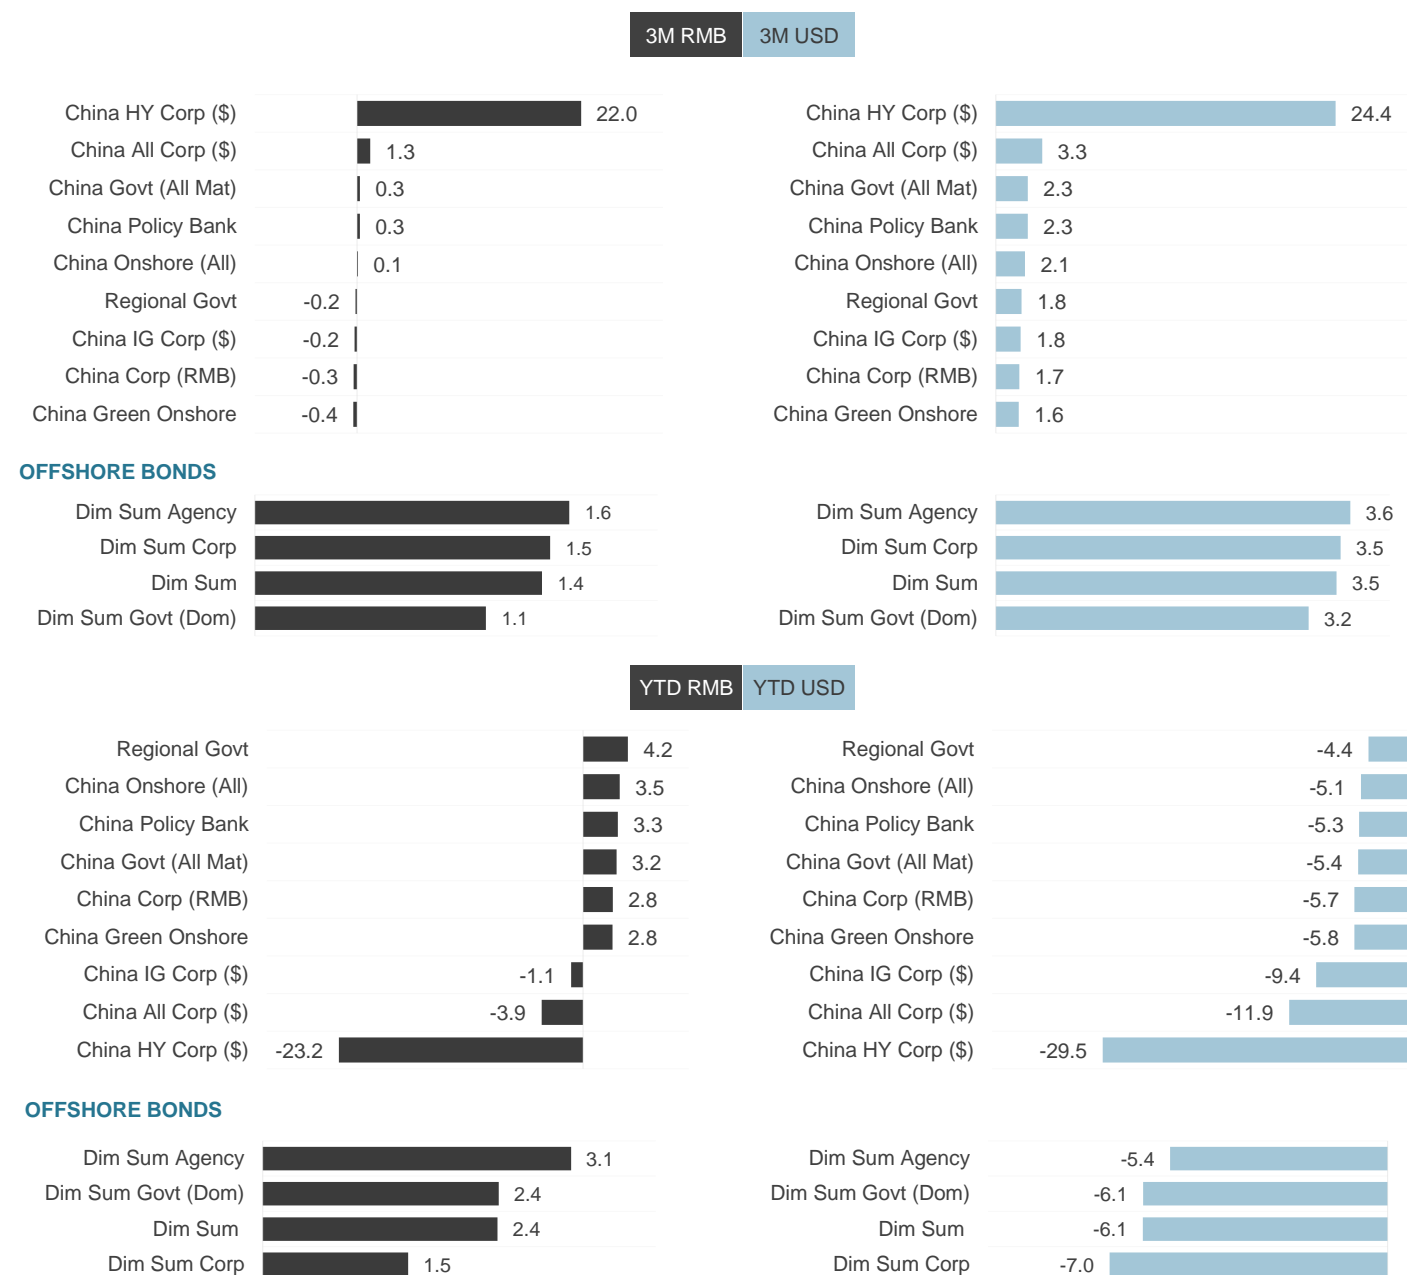 3M RMB 3M USD
China HY Corp ($) 22.0 China HY Corp ($) 24.4
China All Corp ($) 1.3 China All Corp ($) 3.3
China Govt (All Mat) 0.3 China Govt (All Mat) 2.3
China Policy Bank 0.3 China Policy Bank 2.3
China Onshore (All) 0.1 China Onshore (All) 2.1
Regional Govt -0.2 Regional Govt 1.8
China IG Corp ($) -0.2 China IG Corp ($) 1.8
China Corp (RMB) -0.3 China Corp (RMB) 1.7
China Green Onshore -0.4 China Green Onshore 1.6
OFFSHORE BONDS
Dim Sum Agency 1.6 Dim Sum Agency 3.6
Dim Sum Corp 1.5 Dim Sum Corp 3.5
Dim Sum 1.4 Dim Sum 3.5
Dim Sum Govt (Dom) 1.1 Dim Sum Govt (Dom) 3.2
YTD RMB YTD USD
Regional Govt 4.2 Regional Govt -4.4
China Onshore (All) 3.5 China Onshore (All) -5.1
China Policy Bank 3.3 China Policy Bank -5.3
China Govt (All Mat) 3.2 China Govt (All Mat) -5.4
China Corp (RMB) 2.8 China Corp (RMB) -5.7
China Green Onshore 2.8 China Green Onshore -5.8
China IG Corp ($) -1.1 China IG Corp ($) -9.4
China All Corp ($) -3.9 China All Corp ($) -11.9
China HY Corp ($) -23.2 China HY Corp ($) -29.5
OFFSHORE BONDS
Dim Sum Agency 3.1 Dim Sum Agency -5.4
Dim Sum Govt (Dom) 2.4 Dim Sum Govt (Dom) -6.1
Dim Sum 2.4 Dim Sum -6.1
Dim Sum Corp 1.5 Dim Sum Corp -7.0